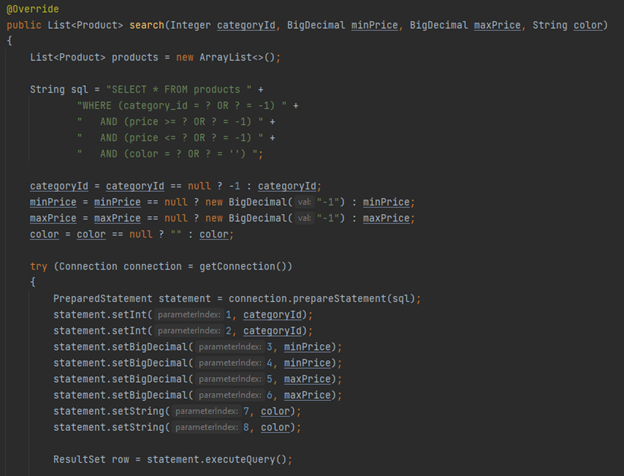 @Override
public List<Product> search(Integer categoryId, BigDecimal minPrice, BigDecimal maxPrice, String color)
{
List<Product> products = new ArrayList<>();
String sql = "SELECT * FROM products " +
"WHERE (category_id = ? OR ? = -1) " +
"   AND (price >= ? OR ? = -1) " +
"   AND (price <= ? OR ? = -1) " +
"   AND (color = ? OR ? = '') ";
categoryId = categoryId == null ? -1 : categoryId;
minPrice = minPrice == null ? new BigDecimal( val: "-1") : minPrice;
maxPrice = maxPrice == null ? new BigDecimal( val: "-1") : maxPrice;
color = color == null ? "" : color;
try (Connection connection = getConnection())
{
PreparedStatement statement = connection.prepareStatement(sql);
statement.setInt( parameterIndex: 1, categoryId);
statement.setInt( parameterIndex: 2, categoryId);
statement.setBigDecimal( parameterIndex: 3, minPrice);
statement.setBigDecimal( parameterIndex: 4, minPrice);
statement.setBigDecimal( parameterIndex: 5, maxPrice);
statement.setBigDecimal( parameterIndex: 6, maxPrice);
statement.setString( parameterIndex: 7, color);
statement.setString( parameterIndex: 8, color);
ResultSet row = statement.executeQuery();